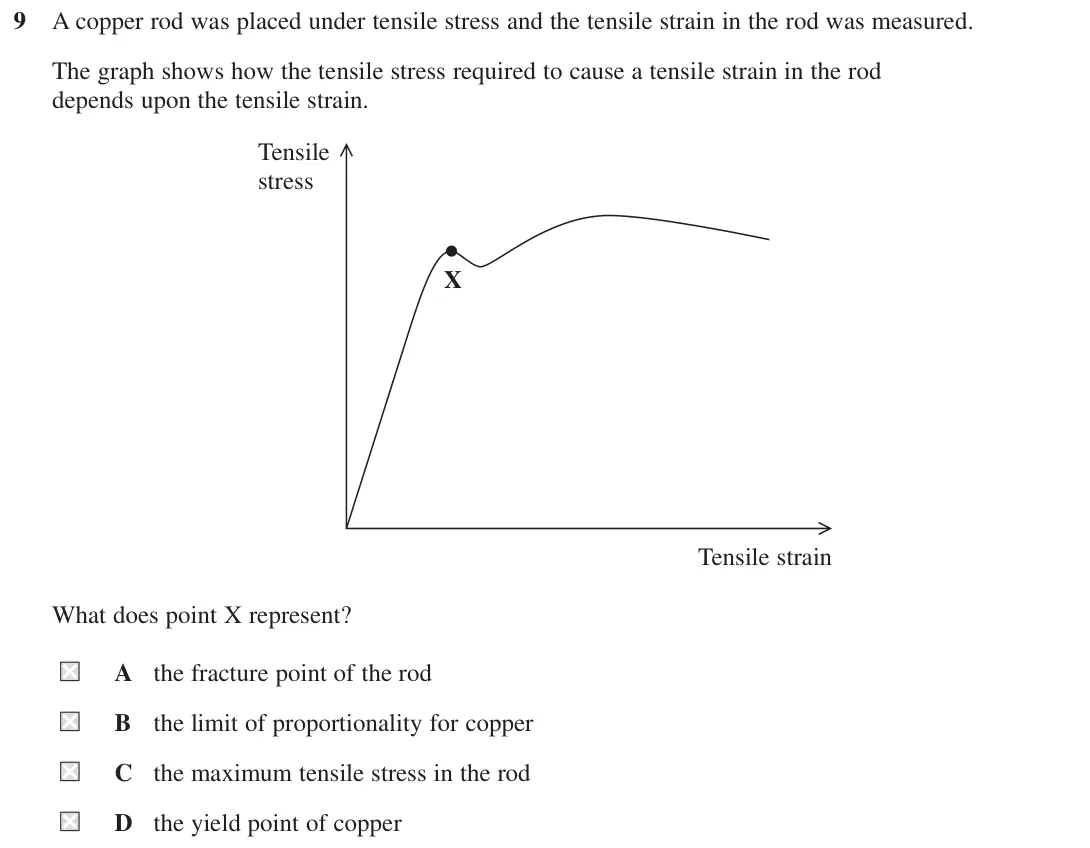 9 A copper rod was placed under tensile stress and the tensile strain in the rod was measured.
The graph shows how the tensile stress required to cause a tensile strain in the rod
depends upon the tensile strain.
Tensile
stress
X
Tensile strain
What does point X represent?
A the fracture point of the rod
B the limit of proportionality for copper
C the maximum tensile stress in the rod
D the yield point of copper